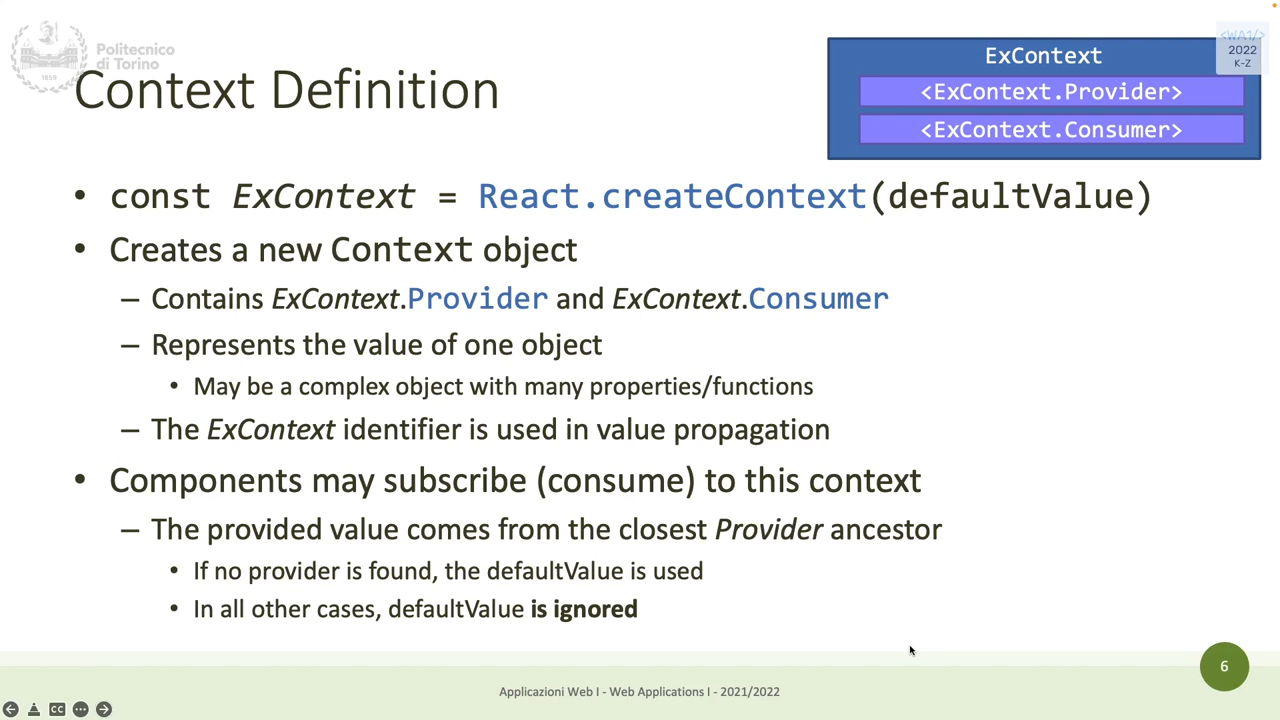 Politecnico
di Torino
1859
Context Definition
<WA1/>
2022
K-Z
ExContext
<ExContext.Provider>
<ExContext.Consumer>
• const ExContext = React.createContext(defaultValue)
• Creates a new Context object
– Contains ExContext.Provider and ExContext.Consumer
– Represents the value of one object
• May be a complex object with many properties/functions
– The ExContext identifier is used in value propagation
• Components may subscribe (consume) to this context
– The provided value comes from the closest Provider ancestor
• If no provider is found, the defaultValue is used
• In all other cases, defaultValue is ignored
Applicazioni Web I - Web Applications I - 2021/2022
6
CC